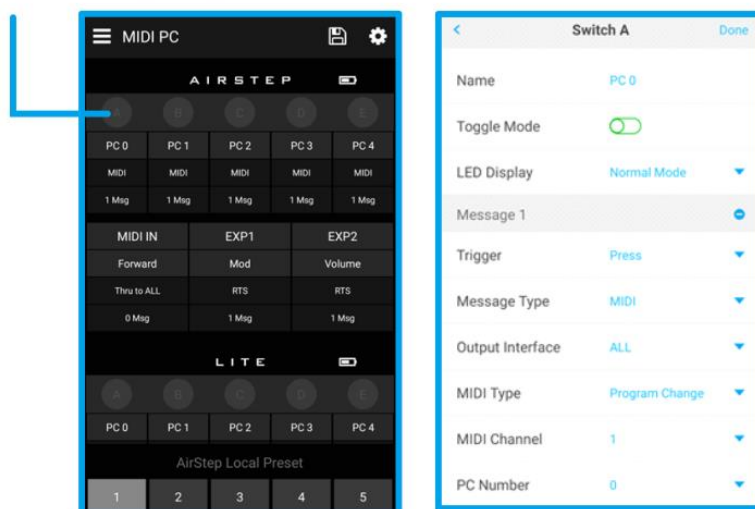 MIDI PC
AIRSTEP
A B C D E
PC 0 PC 1 PC 2 PC 3 PC 4
MIDI MIDI MIDI MIDI MIDI
1 Msg 1 Msg 1 Msg 1 Msg 1 Msg
MIDI IN EXP1 EXP2
Forward Mod Volume
Thru to ALL RTS RTS
0 Msg 1 Msg 1 Msg
LITE
A B C D E
PC 0 PC 1 PC 2 PC 3 PC 4
AirStep Local Preset
1 2 3 4 5
Switch A Done
Name PC 0
Toggle Mode
LED Display Normal Mode
Message 1
Trigger Press
Message Type MIDI
Output Interface ALL
MIDI Type Program Change
MIDI Channel 1
PC Number 0